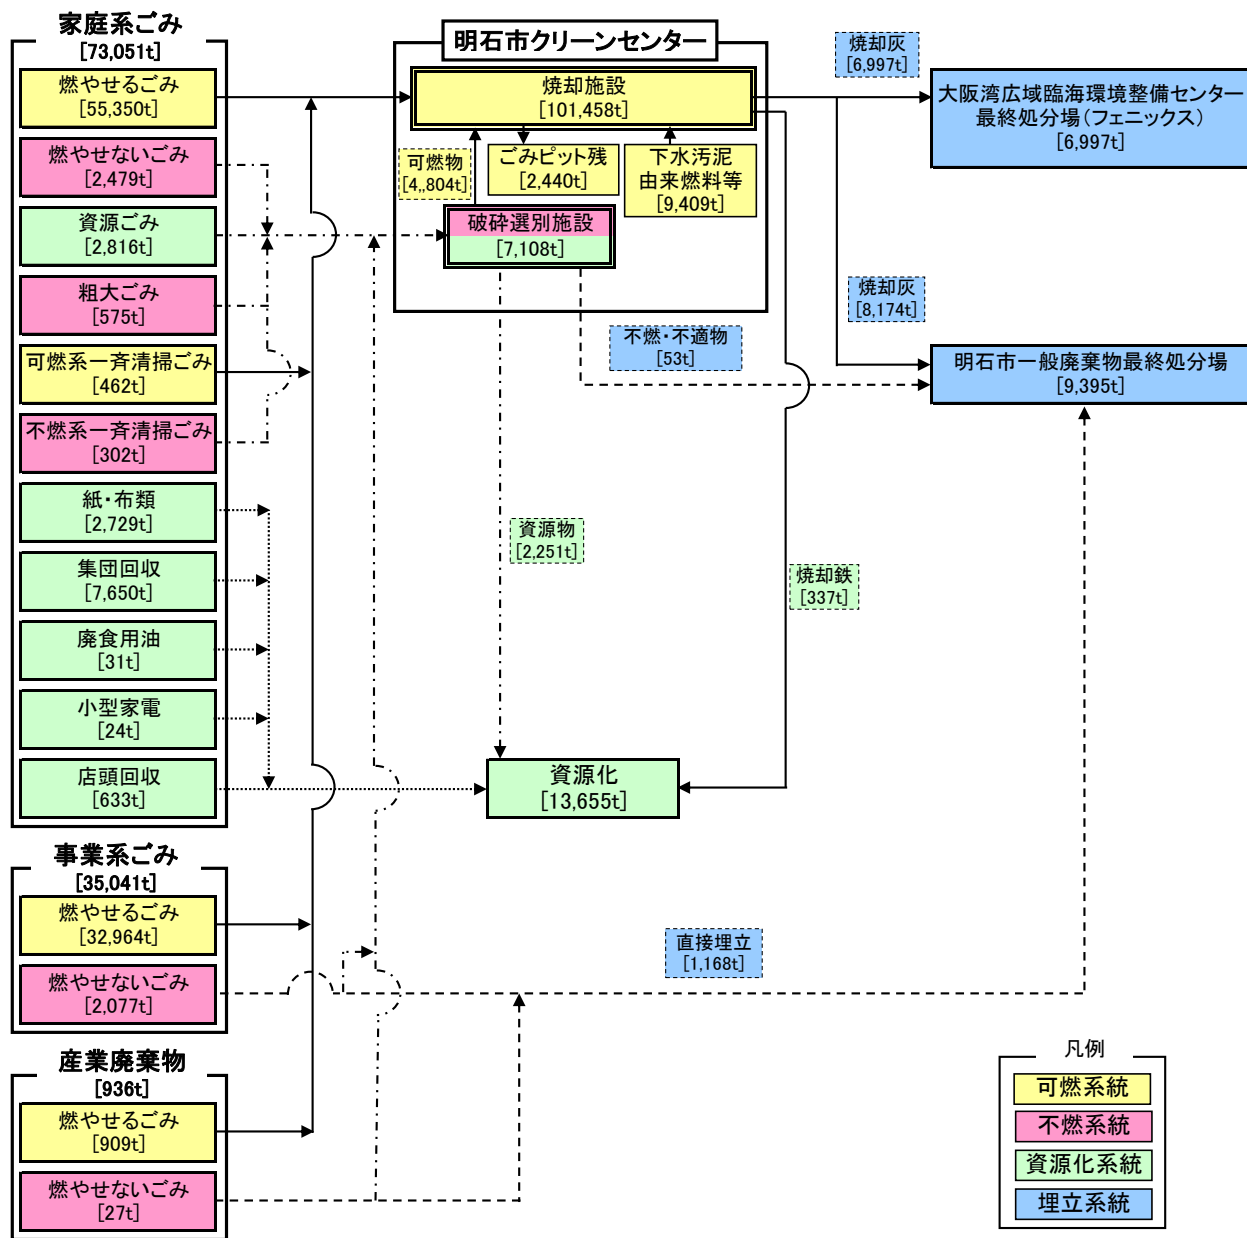 家庭系ごみ
[73,051t]
燃やせるごみ
[55,350t]
燃やせないごみ
[2,479t]
資源ごみ
[2,816t]
粗大ごみ
[575t]
可燃系一斉清掃ごみ
[462t]
不燃系一斉清掃ごみ
[302t]
紙・布類
[2,729t]
集団回収
[7,650t]
廃食用油
[31t]
小型家電
[24t]
店頭回収
[633t]
事業系ごみ
[35,041t]
燃やせるごみ
[32,964t]
燃やせないごみ
[2,077t]
産業廃棄物
[936t]
燃やせるごみ
[909t]
燃やせないごみ
[27t]
明石市クリーンセンター
焼却施設
[101,458t]
可燃物
[4,,804t]
ごみピット残
[2,440t]
下水汚泥
由来燃料等
[9,409t]
破砕選別施設
[7,108t]
不燃・不適物
[53t]
資源物
[2,251t]
焼却鉄
[337t]
資源化
[13,655t]
直接埋立
[1,168t]
焼却灰
[6,997t]
大阪湾広域臨海環境整備センター
最終処分場(フェニックス)
[6,997t]
焼却灰
[8,174t]
明石市一般廃棄物最終処分場
[9,395t]
凡例
可燃系統
不燃系統
資源化系統
埋立系統